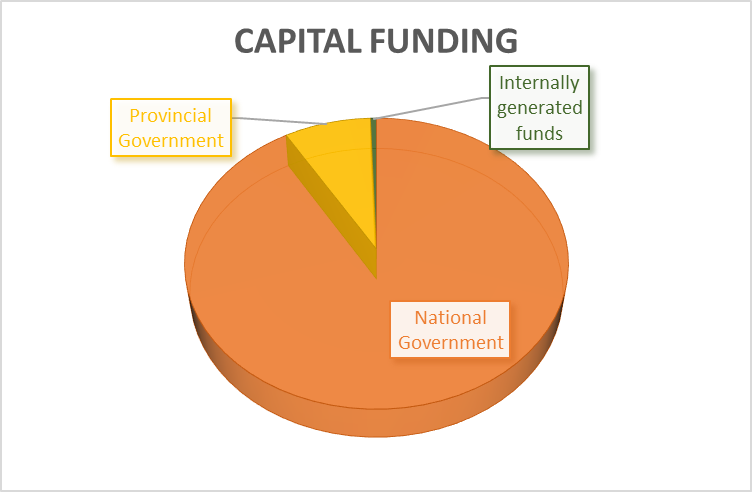 CAPITAL FUNDING
Provincial
Government
Internally
generated
funds
National
Government